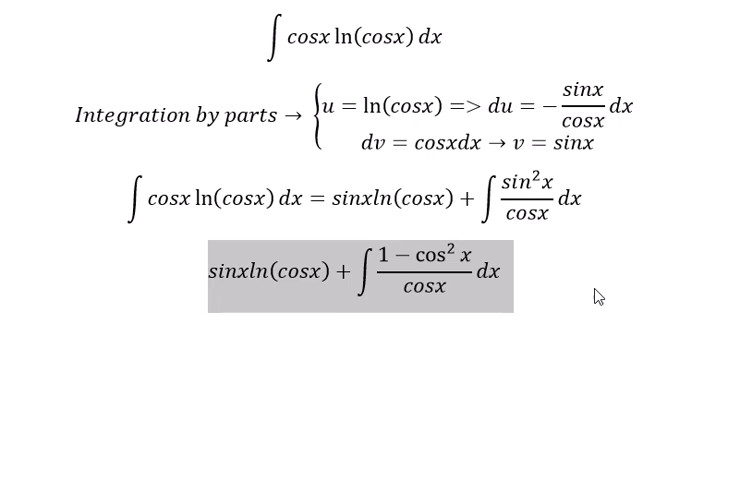 ∫ cosx ln(cosx) dx
Integration by parts → { u = ln(cosx) => du = − sinx/cosx dx
dv = cosxdx → v = sinx
∫ cosx ln(cosx) dx = sinxln(cosx) + ∫ sin²x/cosx dx
sinxln(cosx) + ∫ 1 − cos² x/cosx dx